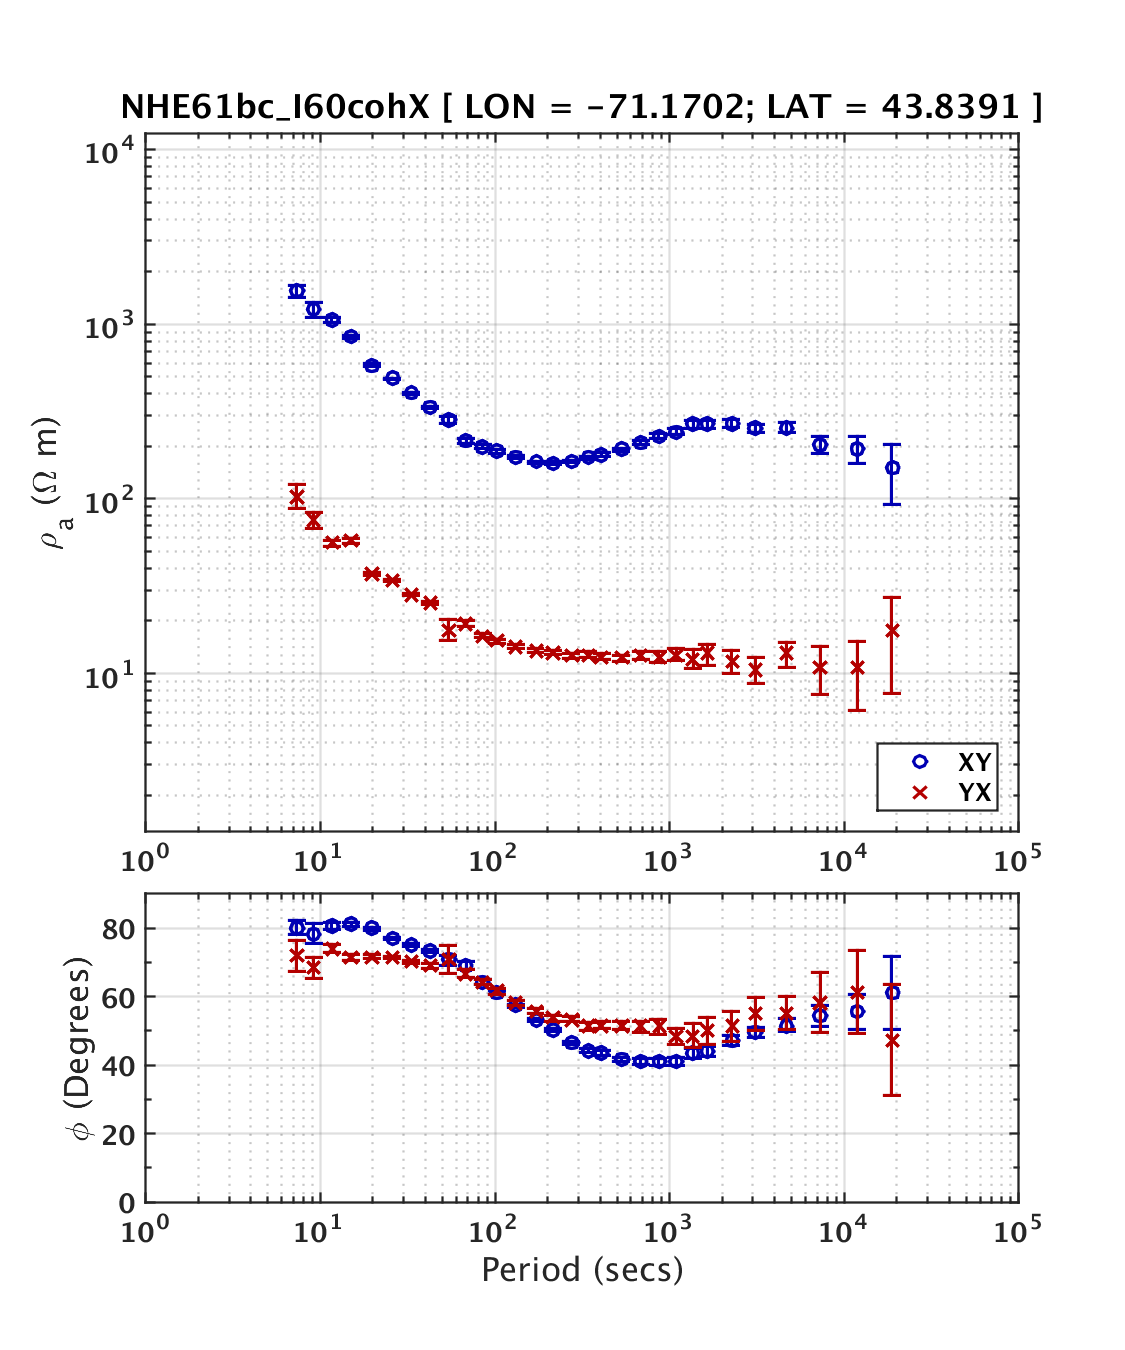 NHE61bc_I60cohX [ LON = −71.1702; LAT = 43.8391 ]
10⁴
10³
10²
10¹
ρₐ (Ω m)
XY
YX
10⁰ 10¹ 10² 10³ 10⁴ 10⁵
80
60
40
20
0
ϕ (Degrees)
10⁰ 10¹ 10² 10³ 10⁴ 10⁵
Period (secs)